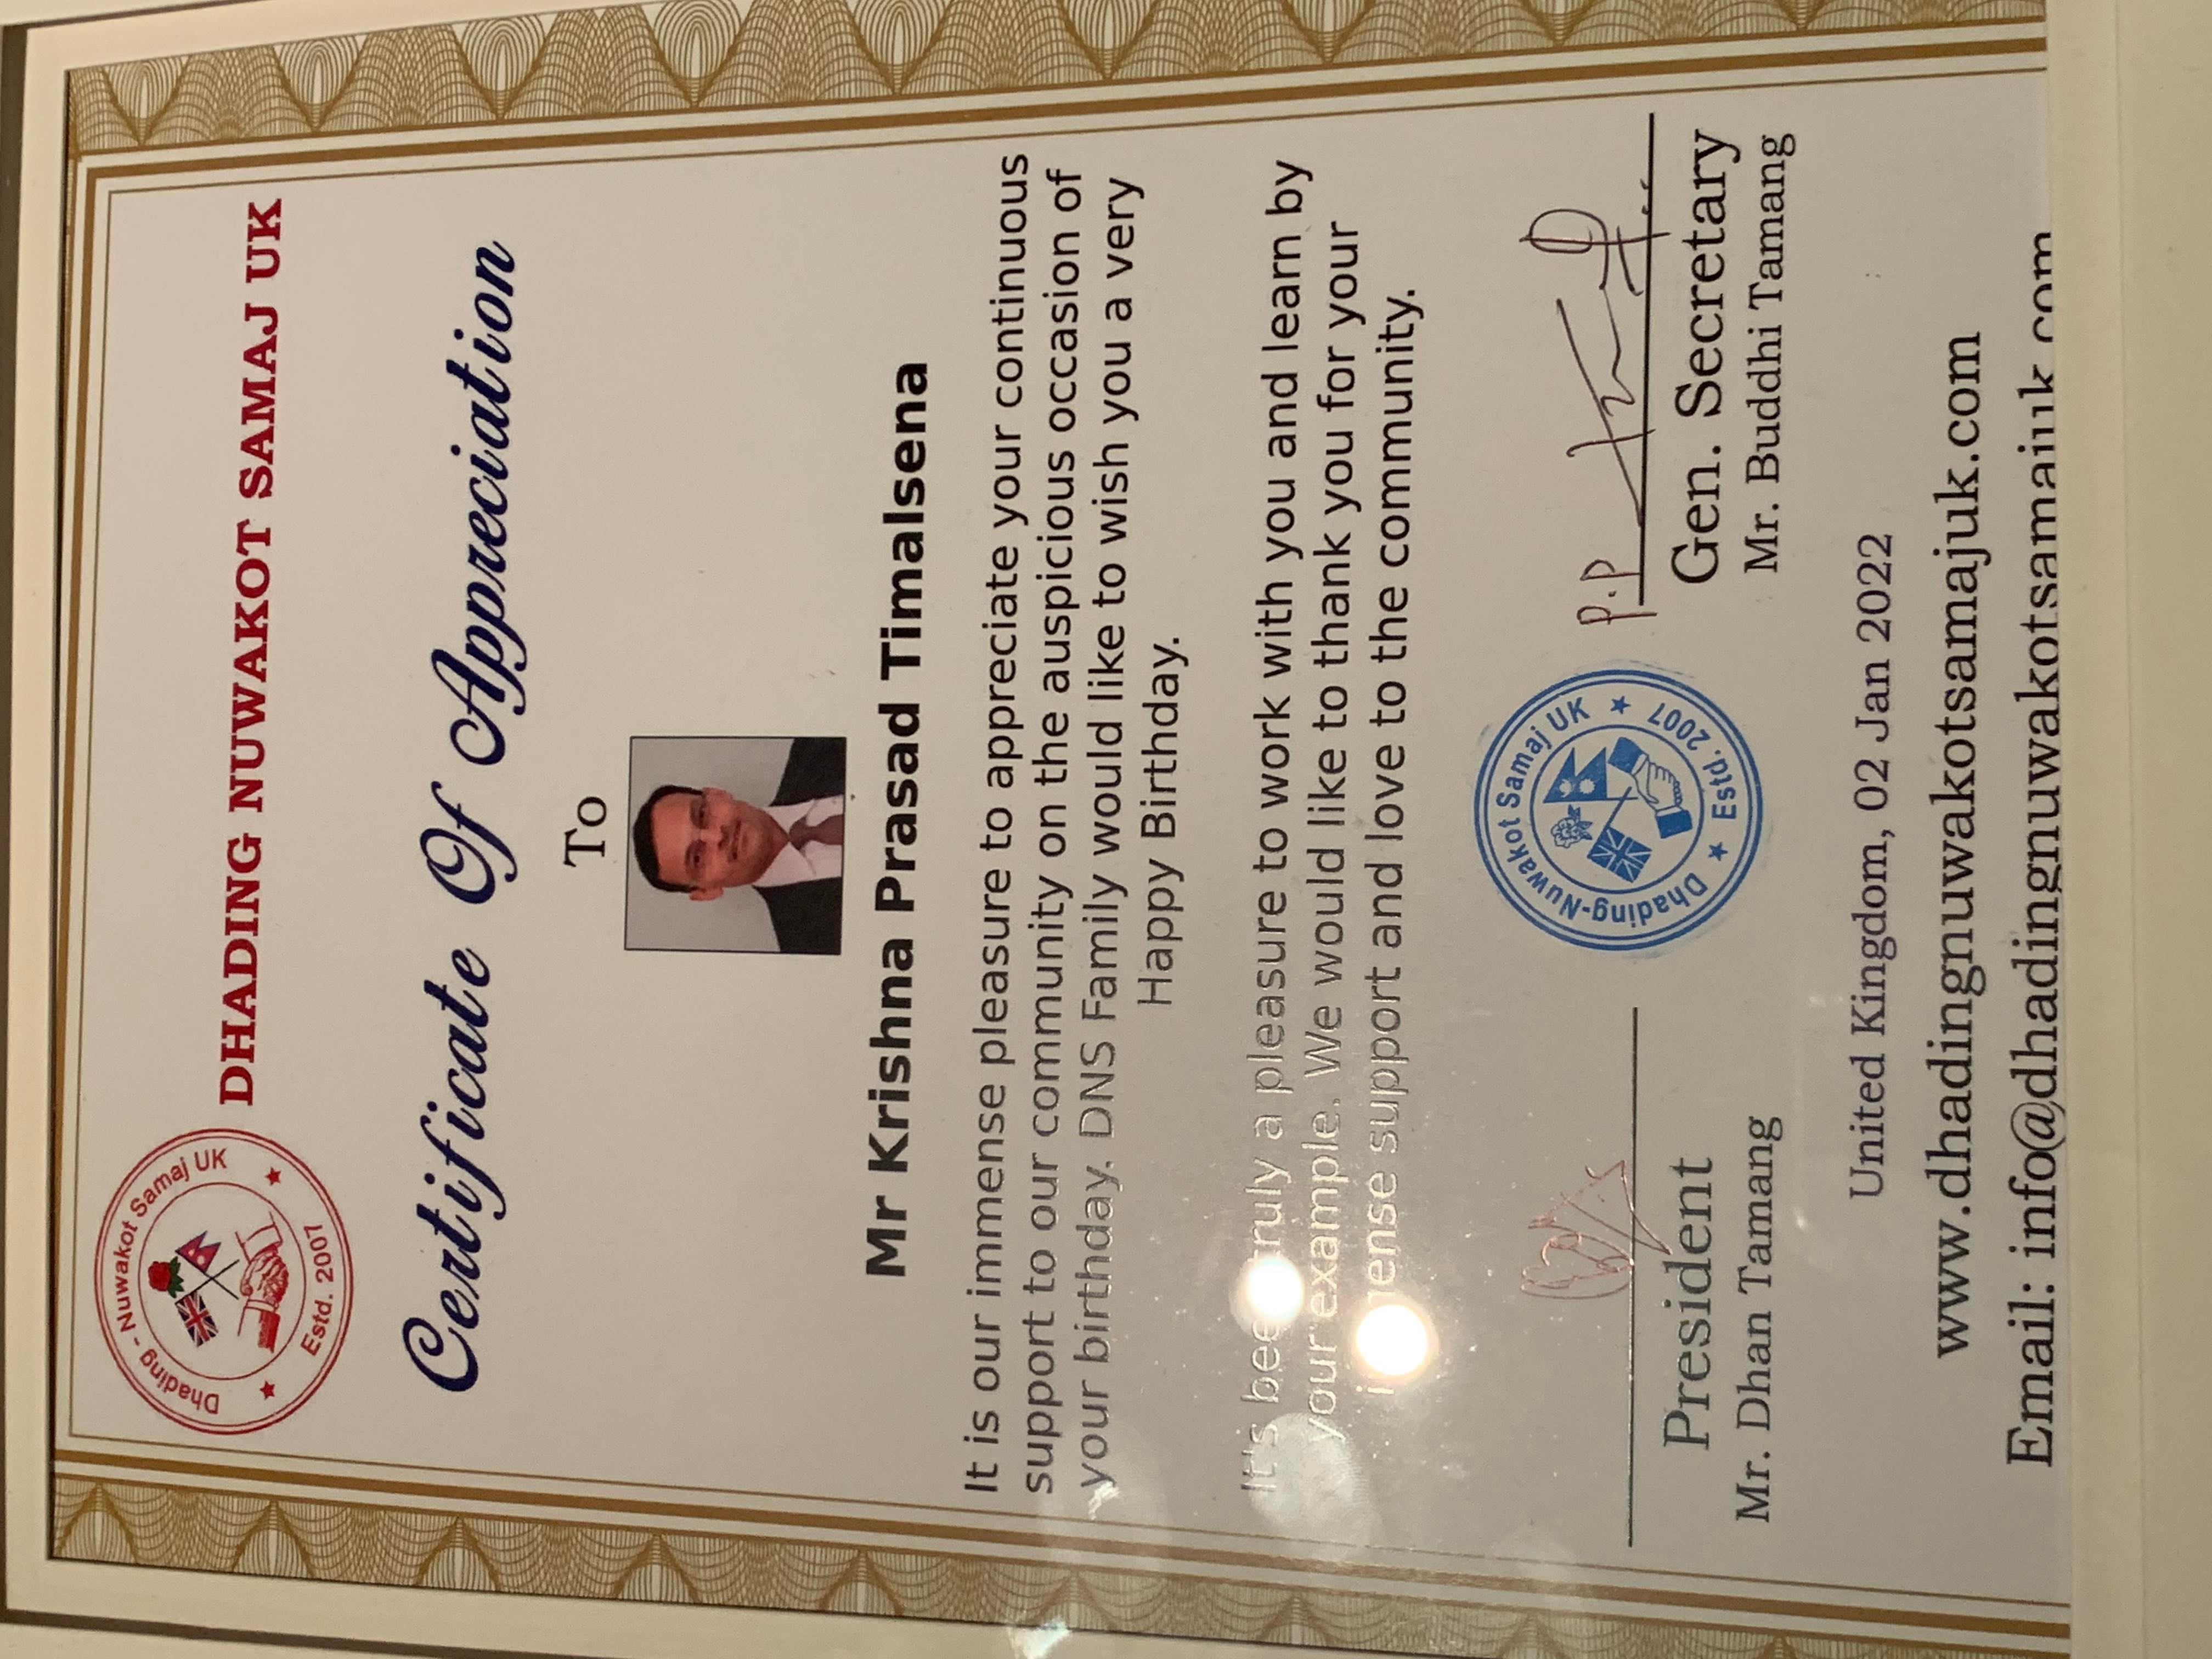 Dhading - Nuwakot Samaj UK
Estd. 2007
DHADING NUWAKOT SAMAJ UK
Certificate Of Appreciation
To
Mr Krishna Prasad Timalsena
It is our immense pleasure to appreciate your continuous
support to our community on the auspicious occasion of
your birthday. DNS Family would like to wish you a very
Happy Birthday.
It's been truly a pleasure to work with you and learn by
your example. We would like to thank you for your
immense support and love to the community.
P.P
President
Mr. Dhan Tamang
Dhading-Nuwakot Samaj UK
Estd. 2007
Gen. Secretary
Mr. Buddhi Tamang
United Kingdom, 02 Jan 2022
www.dhadingnuwakotsamajuk.com
Email: info@dhadingnuwakotsamajuk.com